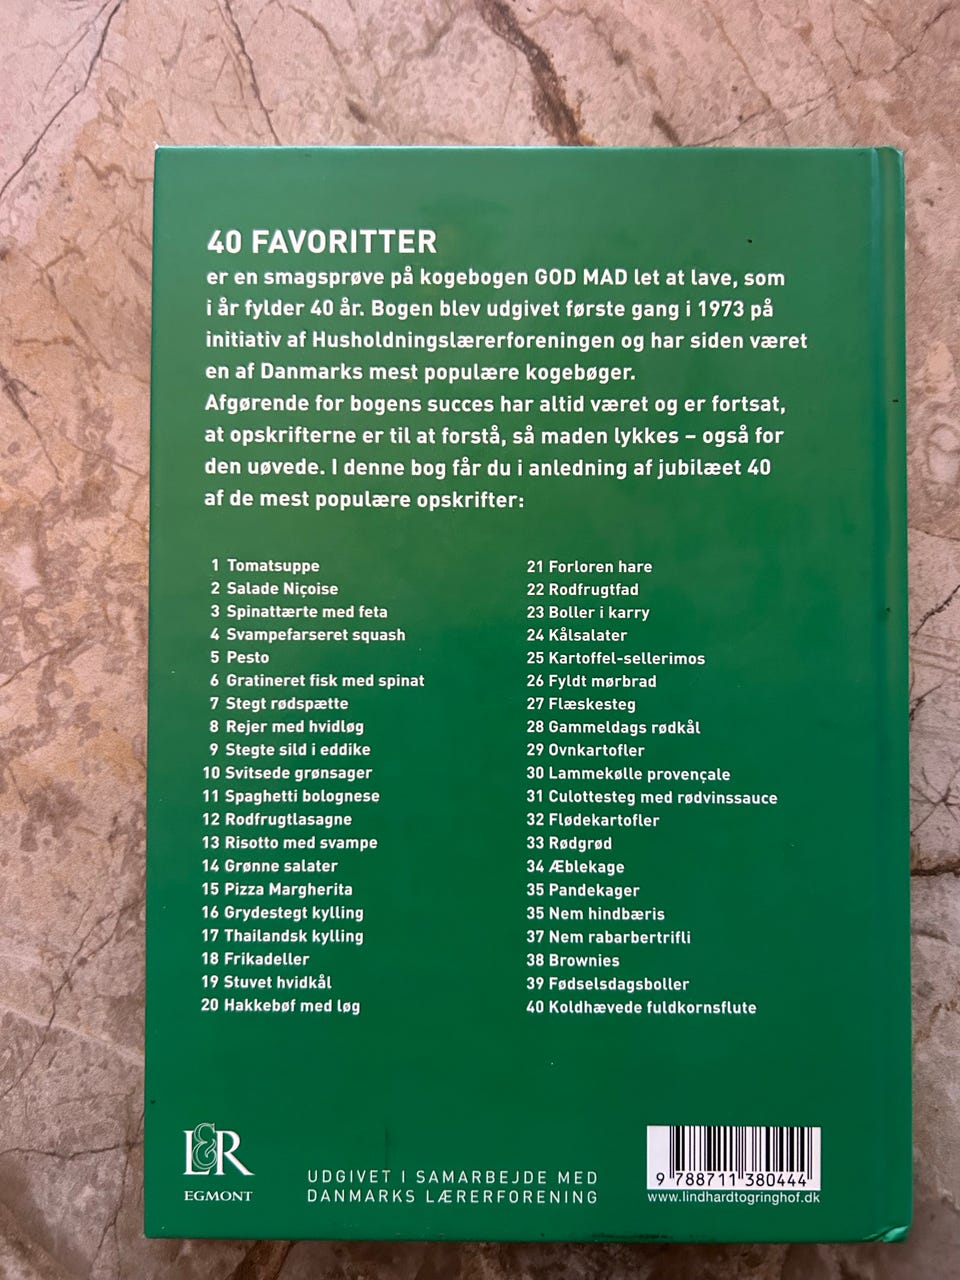 40 FAVORITTER
er en smagsprøve på kogebogen GOD MAD let at lave, som
i år fylder 40 år. Bogen blev udgivet første gang i 1973 på
initiativ af Husholdningslærerforeningen og har siden været
en af Danmarks mest populære kogebøger.
Afgørende for bogens succes har altid været og er fortsat,
at opskrifterne er til at forstå, så maden lykkes – også for
den uøvede. I denne bog får du i anledning af jubilæet 40
af de mest populære opskrifter:
1 Tomatsuppe
2 Salade Niçoise
3 Spinattærte med feta
4 Svampefarseret squash
5 Pesto
6 Gratineret fisk med spinat
7 Stegt rødspætte
8 Rejer med hvidløg
9 Stegte sild i eddike
10 Svitsede grønsager
11 Spaghetti bolognese
12 Rodfrugtlasagne
13 Risotto med svampe
14 Grønne salater
15 Pizza Margherita
16 Grydestegt kylling
17 Thailandsk kylling
18 Frikadeller
19 Stuvet hvidkål
20 Hakkebøf med løg
21 Forloren hare
22 Rodfrugtfad
23 Boller i karry
24 Kålsalater
25 Kartoffel-sellerimos
26 Fyldt mørbrad
27 Flæskesteg
28 Gammeldags rødkål
29 Ovnkartofler
30 Lammekølle provençale
31 Culottesteg med rødvinssauce
32 Flødekartofler
33 Rødgrød
34 Æblekage
35 Pandekager
35 Nem hindbæris
37 Nem rabarbertrifli
38 Brownies
39 Fødselsdagsboller
40 Koldhævede fuldkornsflute
L&R
EGMONT
UDGIVET I SAMARBEJDE MED
DANMARKS LÆRERFORENING
9 788711 380444
www.lindhardtogringhof.dk